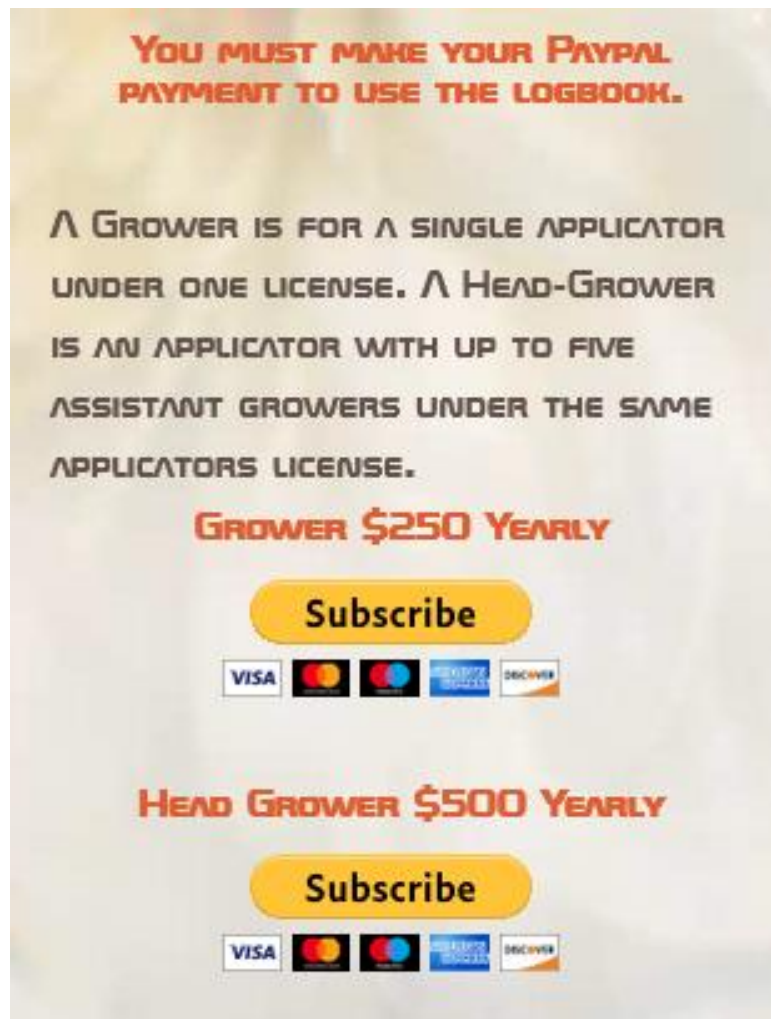 You must make your Paypal
payment to use the logbook.
A Grower is for a single applicator
under one license. A Head-Grower
is an applicator with up to five
assistant growers under the same
applicators license.
Grower $250 Yearly
Subscribe
VISA DISCOVER
Head Grower $500 Yearly
Subscribe
VISA DISCOVER